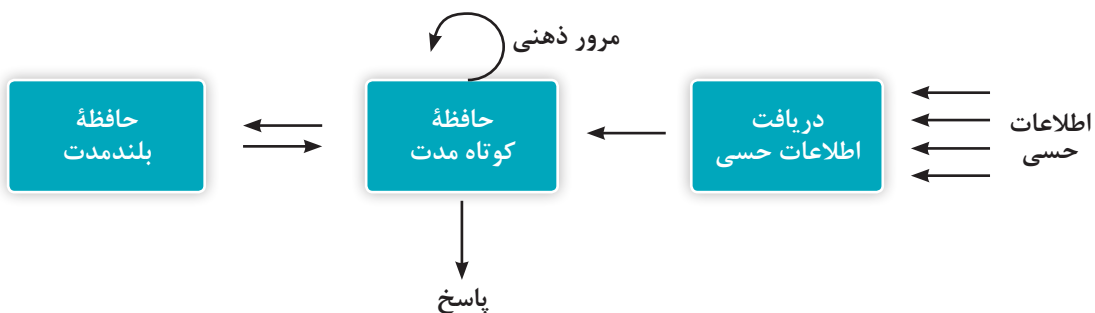 مرور ذهنی
اطلاعات
حسی
دریافت
اطلاعات حسی
حافظهٔ
کوتاه مدت
حافظهٔ
بلندمدت
پاسخ